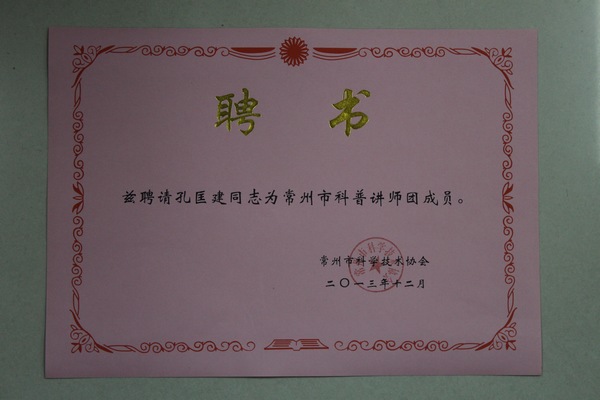 聘 书
兹聘请孔匡建同志为常州市科普讲师团成员。
常州市科学技术协会
二〇一三年十二月